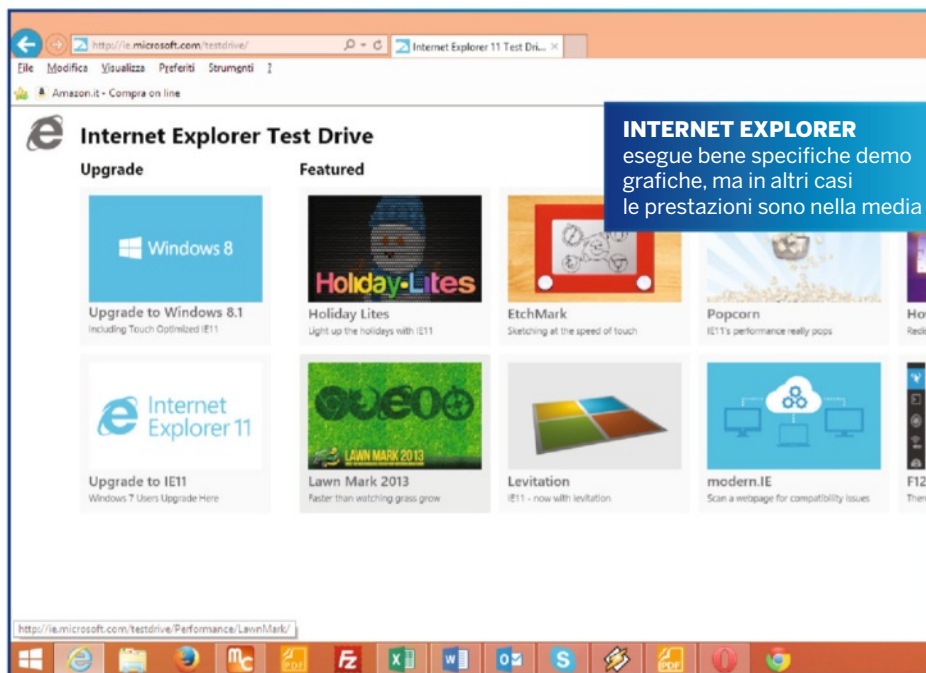 http://ie.microsoft.com/testdrive/
Internet Explorer 11 Test Dri...
File Modifica Visualizza Preferiti Strumenti ?
Amazon.it - Compra on line
Internet Explorer Test Drive
INTERNET EXPLORER
esegue bene specifiche demo
grafiche, ma in altri casi
le prestazioni sono nella media
Upgrade
Featured
Windows 8
Upgrade to Windows 8.1
Including Touch Optimized IE11
Holiday-Lites
Holiday Lites
Light up the holidays with IE11
EtchMark
Sketching at the speed of touch
Popcorn
IE11's performance really pops
Internet
Explorer 11
Upgrade to IE11
Windows 7 Users Upgrade Here
LAWN MARK 2013
Lawn Mark 2013
Faster than watching grass grow
Levitation
IE11 - now with levitation
modern.IE
Scan a webpage for compatibility issues
F12
http://ie.microsoft.com/testdrive/Performance/LawnMark/